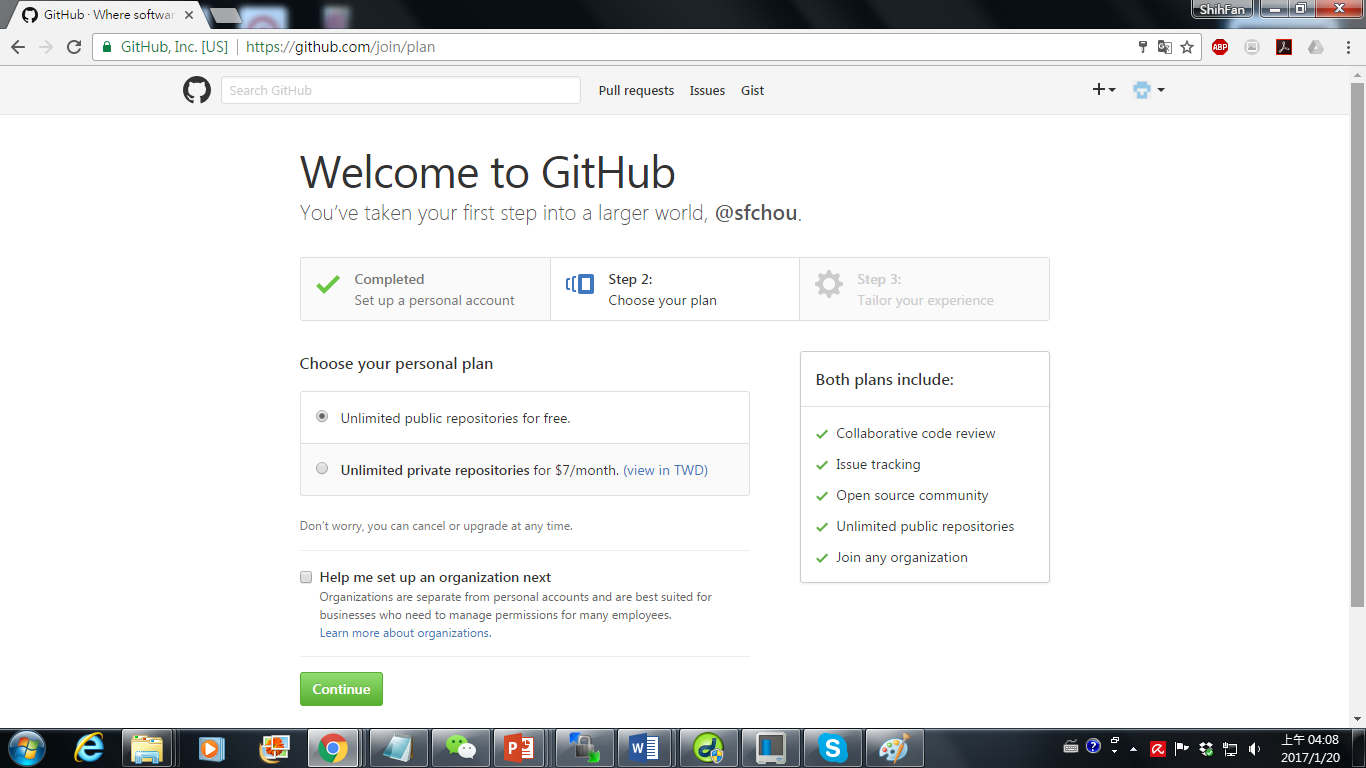 GitHub · Where softwar
ShihFan
GitHub, Inc. [US]
https://github.com/join/plan
ABP
Search GitHub
Pull requests
Issues
Gist
Welcome to GitHub
You’ve taken your first step into a larger world, @sfchou.
Completed
Set up a personal account
Step 2:
Choose your plan
Step 3:
Tailor your experience
Choose your personal plan
Unlimited public repositories for free.
Unlimited private repositories for $7/month. (view in TWD)
Don’t worry, you can cancel or upgrade at any time.
Help me set up an organization next
Organizations are separate from personal accounts and are best suited for
businesses who need to manage permissions for many employees.
Learn more about organizations.
Continue
Both plans include:
Collaborative code review
Issue tracking
Open source community
Unlimited public repositories
Join any organization
上午 04:08
2017/1/20